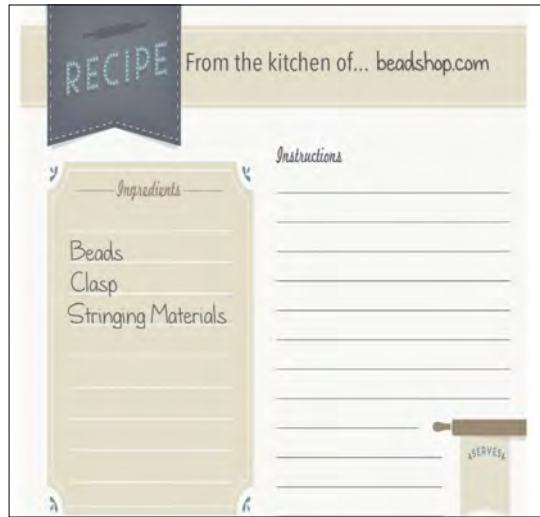 RECIPE
From the kitchen of... beadshop.com
Instructions
Ingredients
Beads
Clasp
Stringing Materials
SERVES